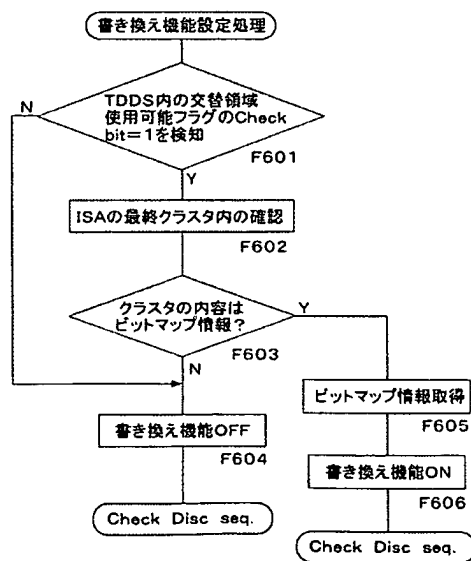 書き換え機能設定処理
N
TDDS内の交替領域
使用可能フラグのCheck
bit=1を検知
F601
Y
ISAの最終クラスタ内の確認
F602
クラスタの内容は
ビットマップ情報?
Y
F603
N
ビットマップ情報取得
F605
書き換え機能OFF
F604
書き換え機能ON
F606
Check Disc seq.
Check Disc seq.